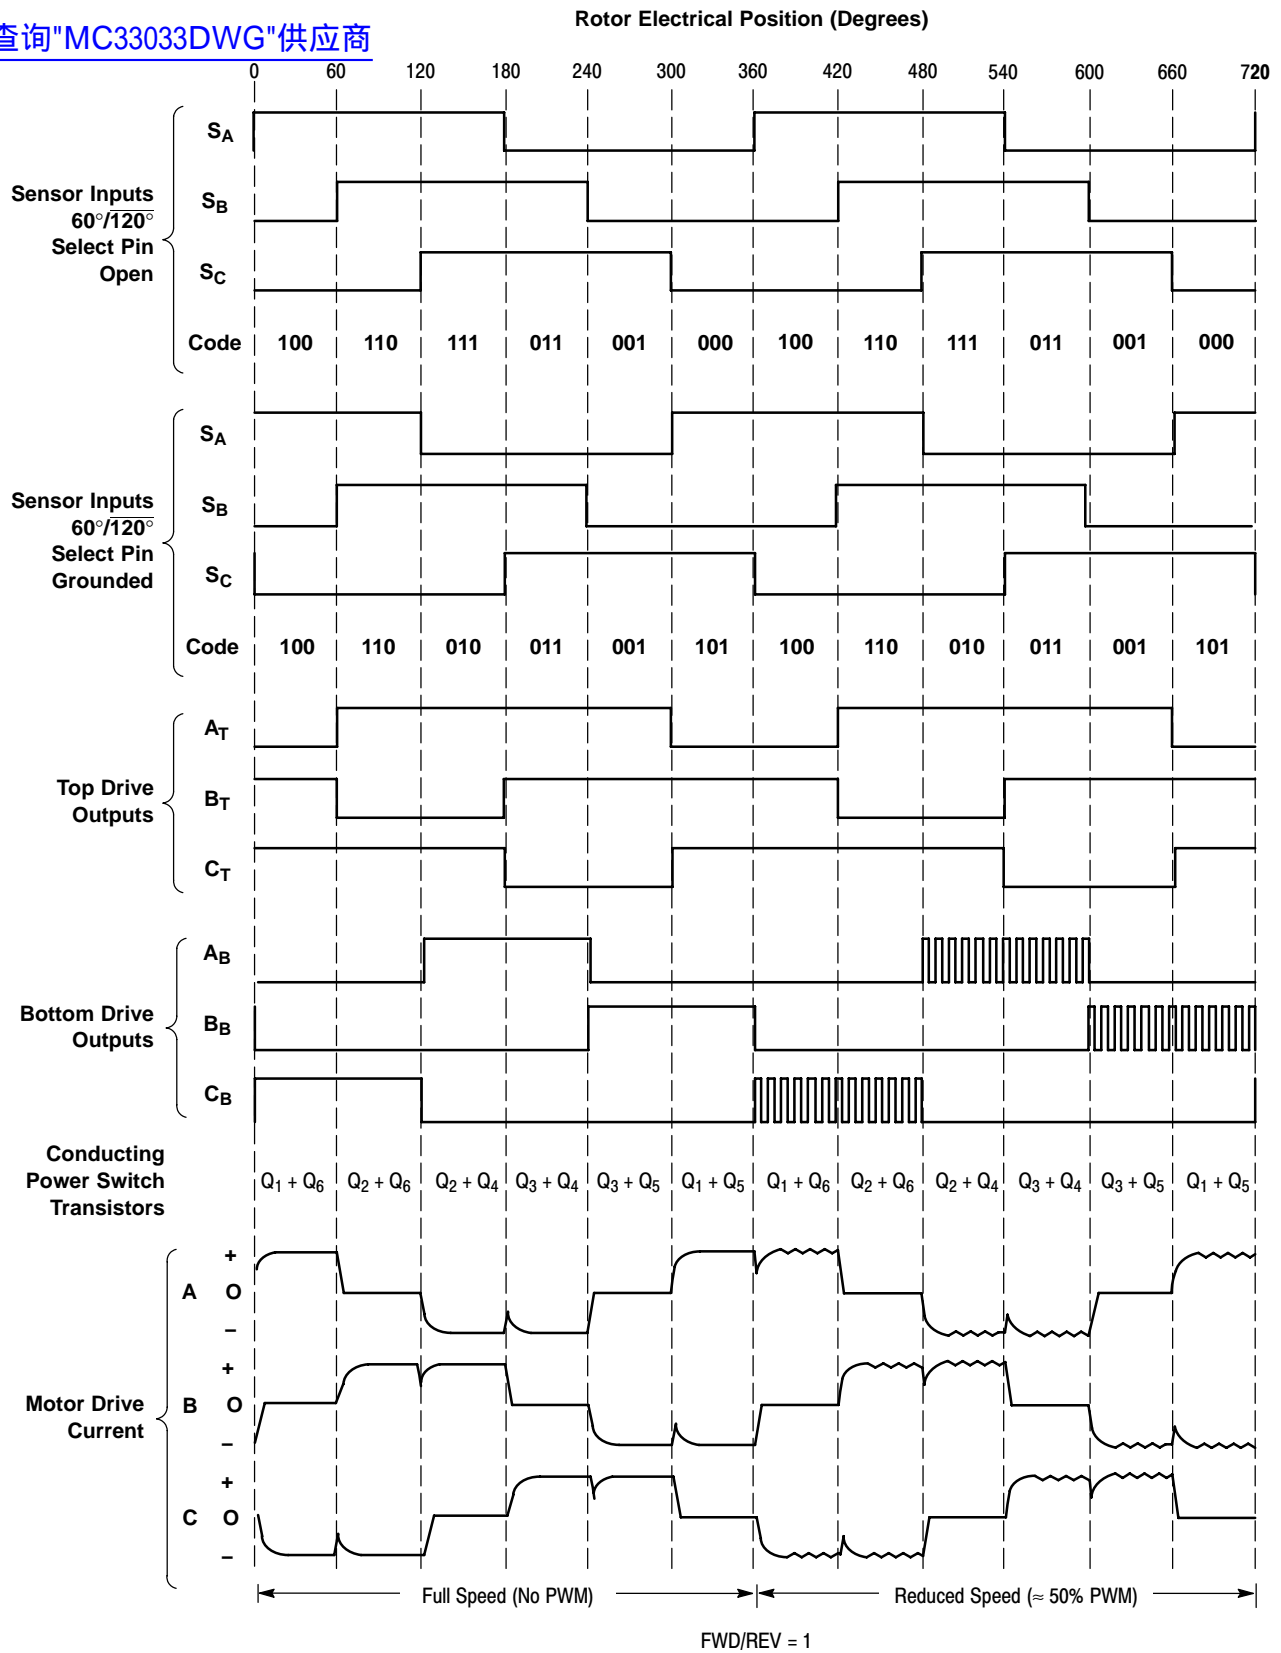 查询"MC33033DWG"供应商
Rotor Electrical Position (Degrees)
0 60 120 180 240 300 360 420 480 540 600 660 720
Sensor Inputs
60°/120°
Select Pin
Open
SA
SB
SC
Code 100 110 111 011 001 000 100 110 111 011 001 000
Sensor Inputs
60°/120°
Select Pin
Grounded
SA
SB
SC
Code 100 110 010 011 001 101 100 110 010 011 001 101
Top Drive
Outputs
AT
BT
CT
Bottom Drive
Outputs
AB
BB
CB
Conducting
Power Switch
Transistors
Q1 + Q6 Q2 + Q6 Q2 + Q4 Q3 + Q4 Q3 + Q5 Q1 + Q5 Q1 + Q6 Q2 + Q6 Q2 + Q4 Q3 + Q4 Q3 + Q5 Q1 + Q5
Motor Drive
Current
+
A O
–
+
B O
–
+
C O
–
Full Speed (No PWM)
Reduced Speed (≈ 50% PWM)
FWD/REV = 1